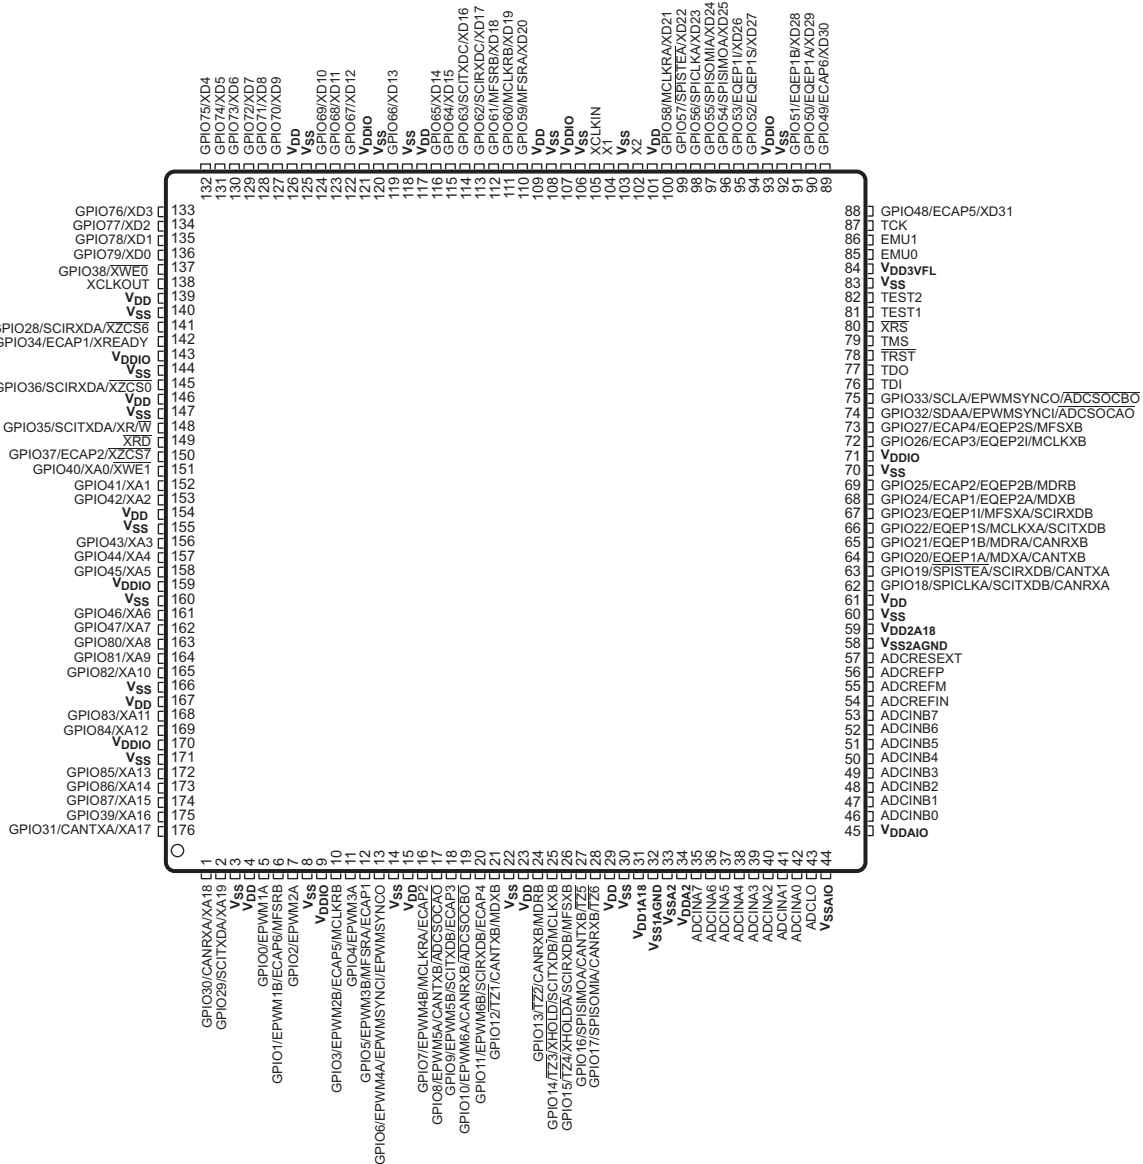 GPIO75/XD4
GPIO74/XD5
GPIO73/XD6
GPIO72/XD7
GPIO71/XD8
GPIO70/XD9
VDD
VSS
GPIO69/XD10
GPIO68/XD11
GPIO67/XD12
VDDIO
VSS
GPIO66/XD13
VSS
VDD
GPIO65/XD14
GPIO64/XD15
GPIO63/SCITXDC/XD16
GPIO62/SCIRXDC/XD17
GPIO61/MFSRB/XD18
GPIO60/MCLKRB/XD19
GPIO59/MFSRA/XD20
VDD
VSS
VDDIO
VSS
XCLKIN
X1
VSS
X2
VDD
GPIO58/MCLKRA/XD21
GPIO57/SPISTEA/XD22
GPIO56/SPICLKA/XD23
GPIO55/SPISOMIA/XD24
GPIO54/SPISIMOA/XD25
GPIO53/EQEP1I/XD26
GPIO52/EQEP1S/XD27
VDDIO
VSS
GPIO51/EQEP1B/XD28
GPIO50/EQEP1A/XD29
GPIO49/ECAP6/XD30
132
131
130
129
128
127
126
125
124
123
122
121
120
119
118
117
116
115
114
113
112
111
110
109
108
107
106
105
104
103
102
101
100
99
98
97
96
95
94
93
92
91
90
89
GPIO76/XD3 133
GPIO77/XD2 134
GPIO78/XD1 135
GPIO79/XD0 136
GPIO38/XWE0 137
XCLKOUT 138
VDD 139
VSS 140
GPIO28/SCIRXDA/XZCS6 141
GPIO34/ECAP1/XREADY 142
VDDIO 143
VSS 144
GPIO36/SCIRXDA/XZCS0 145
VDD 146
VSS 147
GPIO35/SCITXDA/XR/W 148
XRD 149
GPIO37/ECAP2/XZCS7 150
GPIO40/XA0/XWE1 151
GPIO41/XA1 152
GPIO42/XA2 153
VDD 154
VSS 155
GPIO43/XA3 156
GPIO44/XA4 157
GPIO45/XA5 158
VDDIO 159
VSS 160
GPIO46/XA6 161
GPIO47/XA7 162
GPIO80/XA8 163
GPIO81/XA9 164
GPIO82/XA10 165
VSS 166
VDD 167
GPIO83/XA11 168
GPIO84/XA12 169
VDDIO 170
VSS 171
GPIO85/XA13 172
GPIO86/XA14 173
GPIO87/XA15 174
GPIO39/XA16 175
GPIO31/CANTXA/XA17 176
88 GPIO48/ECAP5/XD31
87 TCK
86 EMU1
85 EMU0
84 VDD3VFL
83 VSS
82 TEST2
81 TEST1
80 XRS
79 TMS
78 TRST
77 TDO
76 TDI
75 GPIO33/SCLA/EPWMSYNCO/ADCSOCBO
74 GPIO32/SDAA/EPWMSYNCI/ADCSOCAO
73 GPIO27/ECAP4/EQEP2S/MFSXB
72 GPIO26/ECAP3/EQEP2I/MCLKXB
71 VDDIO
70 VSS
69 GPIO25/ECAP2/EQEP2B/MDRB
68 GPIO24/ECAP1/EQEP2A/MDXB
67 GPIO23/EQEP1I/MFSXA/SCIRXDB
66 GPIO22/EQEP1S/MCLKXA/SCITXDB
65 GPIO21/EQEP1B/MDRA/CANRXB
64 GPIO20/EQEP1A/MDXA/CANTXB
63 GPIO19/SPISTEA/SCIRXDB/CANTXA
62 GPIO18/SPICLKA/SCITXDB/CANRXA
61 VDD
60 VSS
59 VDD2A18
58 VSS2AGND
57 ADCRESEXT
56 ADCREFP
55 ADCREFM
54 ADCREFIN
53 ADCINB7
52 ADCINB6
51 ADCINB5
50 ADCINB4
49 ADCINB3
48 ADCINB2
47 ADCINB1
46 ADCINB0
45 VDDAIO
1
2
3
4
5
6
7
8
9
10
11
12
13
14
15
16
17
18
19
20
21
22
23
24
25
26
27
28
29
30
31
32
33
34
35
36
37
38
39
40
41
42
43
44
GPIO30/CANRXA/XA18
GPIO29/SCITXDA/XA19
VSS
VDD
GPIO0/EPWM1A
GPIO1/EPWM1B/ECAP6/MFSRB
GPIO2/EPWM2A
VSS
VDDIO
GPIO3/EPWM2B/ECAP5/MCLKRB
GPIO4/EPWM3A
GPIO5/EPWM3B/MFSRA/ECAP1
GPIO6/EPWM4A/EPWMSYNCI/EPWMSYNCO
VSS
VDD
GPIO7/EPWM4B/MCLKRA/ECAP2
GPIO8/EPWM5A/CANTXB/ADCSOCAO
GPIO9/EPWM5B/SCITXDB/ECAP3
GPIO10/EPWM6A/CANRXB/ADCSOCBO
GPIO11/EPWM6B/SCIRXDB/ECAP4
GPIO12/TZ1/CANTXB/MDXB
VSS
VDD
GPIO13/TZ2/CANRXB/MDRB
GPIO14/TZ3/XHOLD/SCITXDB/MCLKXB
GPIO15/TZ4/XHOLDA/SCIRXDB/MFSXB
GPIO16/SPISIMOA/CANTXB/TZ5
GPIO17/SPISOMIA/CANRXB/TZ6
VDD
VSS
VDD1A18
VSS1AGND
VSSA2
VDDA2
ADCINA7
ADCINA6
ADCINA5
ADCINA4
ADCINA3
ADCINA2
ADCINA1
ADCINA0
ADCLO
VSSAIO